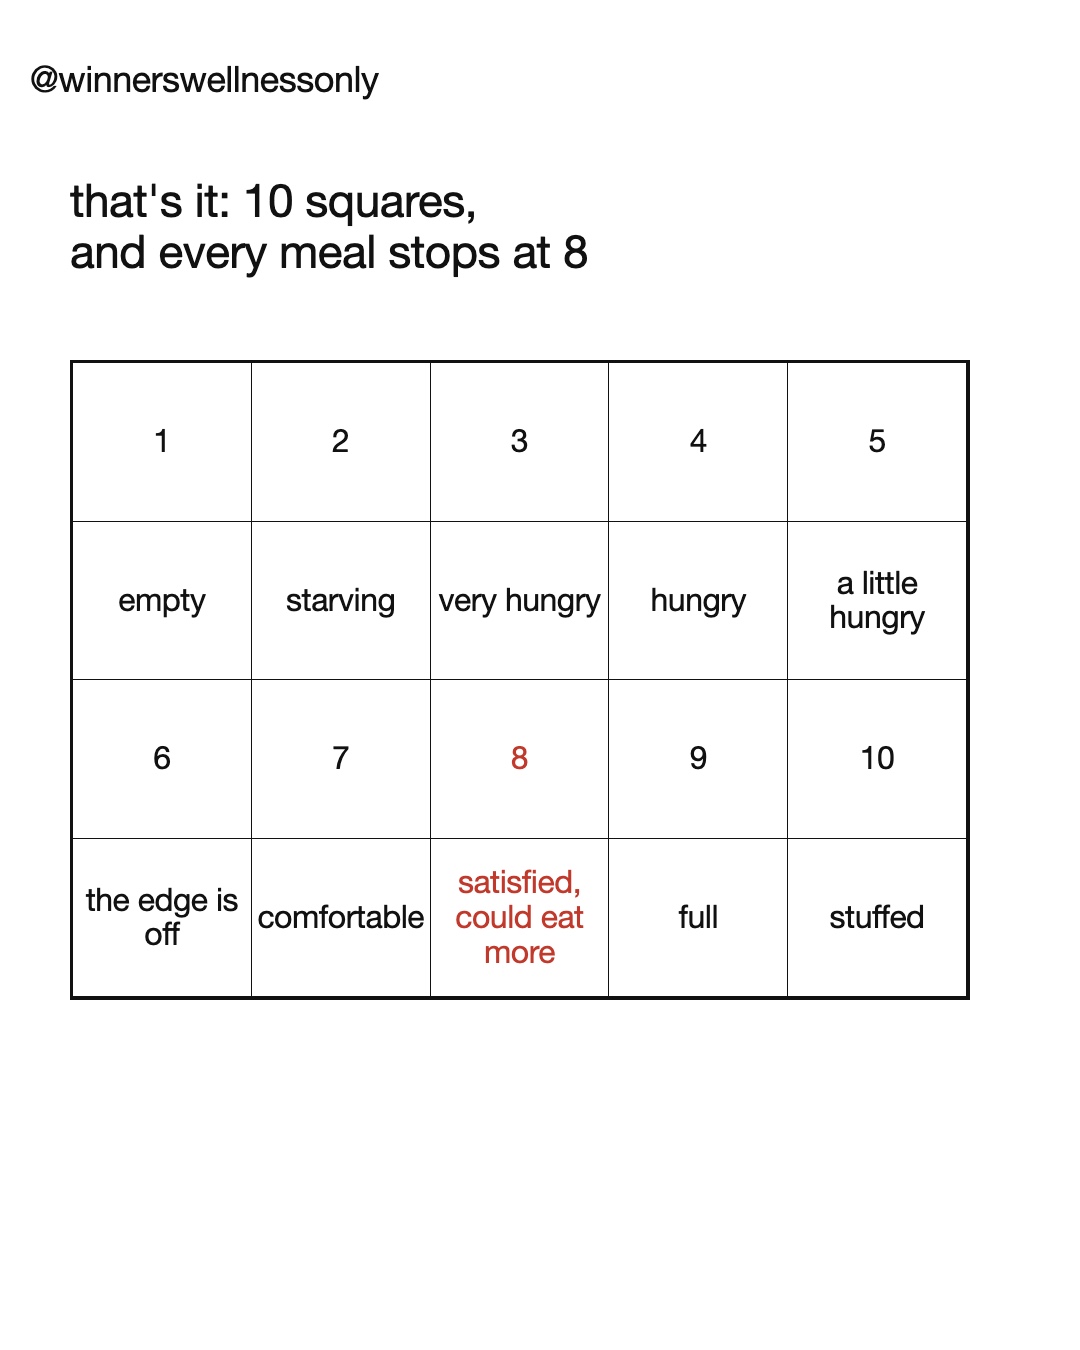 @winnerswellnessonly
that's it: 10 squares,
and every meal stops at 8
1
2
3
4
5
empty
starving
very hungry
hungry
a little
hungry
6
7
8
9
10
the edge is
off
comfortable
satisfied,
could eat
more
full
stuffed